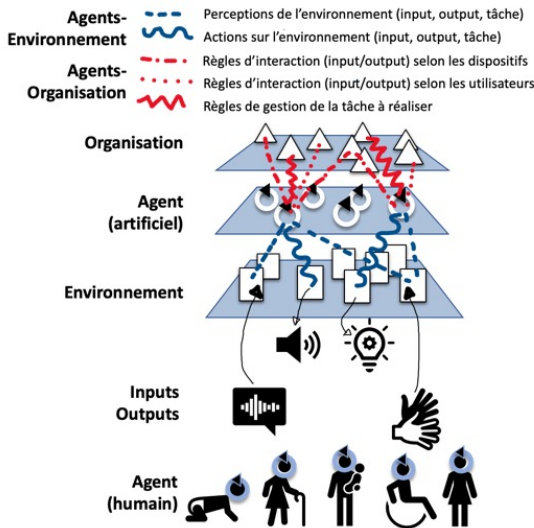 Agents-
Environnement
Perceptions de l'environnement (input, output, tâche)
Actions sur l'environnement (input, output, tâche)
Agents-
Organisation
Règles d'interaction (input/output) selon les dispositifs
Règles d'interaction (input/output) selon les utilisateurs
Règles de gestion de la tâche à réaliser
Organisation
Agent
(artificiel)
Environnement
Inputs
Outputs
Agent
(humain)